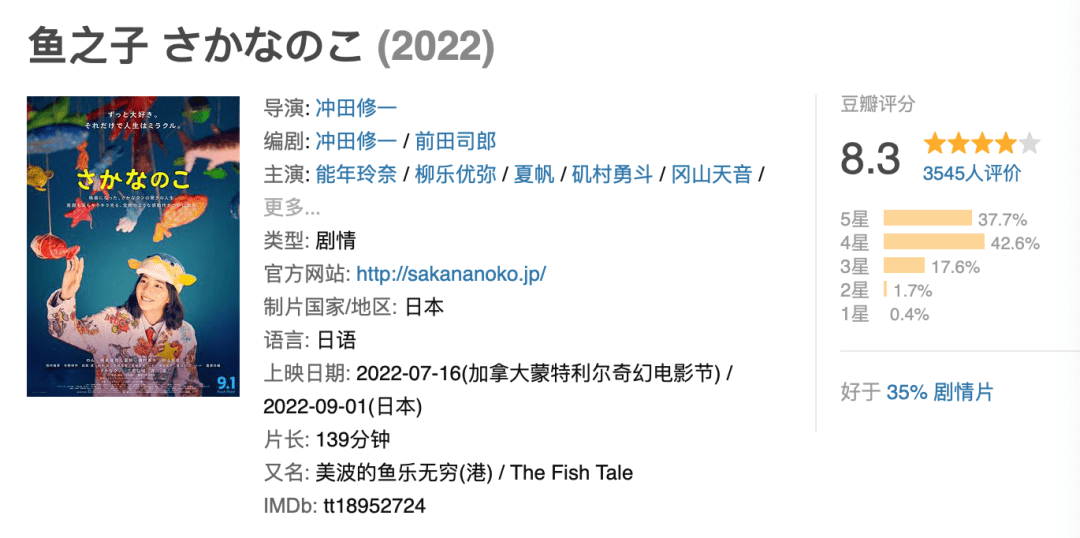 鱼之子 さかなのこ (2022)
ずっと大好き。
それだけで人生はミラクル。
さかなのこ
9.1
导演: 冲田修一
编剧: 冲田修一 / 前田司郎
主演: 能年玲奈 / 柳乐优弥 / 夏帆 / 矶村勇斗 / 冈山天音 /
更多...
类型: 剧情
官方网站: http://sakananoko.jp/
制片国家/地区: 日本
语言: 日语
上映日期: 2022-07-16(加拿大蒙特利尔奇幻电影节) /
2022-09-01(日本)
片长: 139分钟
又名: 美波的鱼乐无穷(港) / The Fish Tale
IMDb: tt18952724
豆瓣评分
8.3
3545人评价
5星 37.7%
4星 42.6%
3星 17.6%
2星 1.7%
1星 0.4%
好于 35% 剧情片